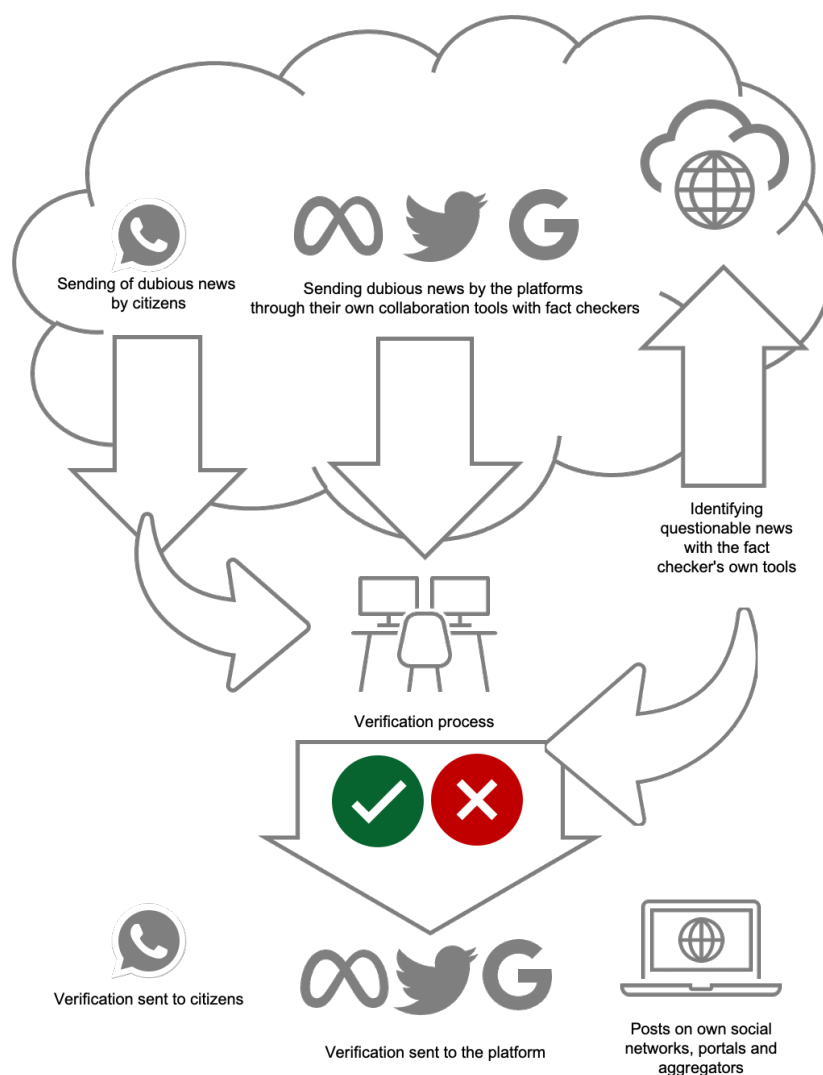 Sending of dubious news
by citizens
Sending dubious news by the platforms
through their own collaboration tools with fact checkers
Identifying
questionable news
with the fact
checker's own tools
Verification process
Verification sent to citizens
Verification sent to the platform
Posts on own social
networks, portals and
aggregators